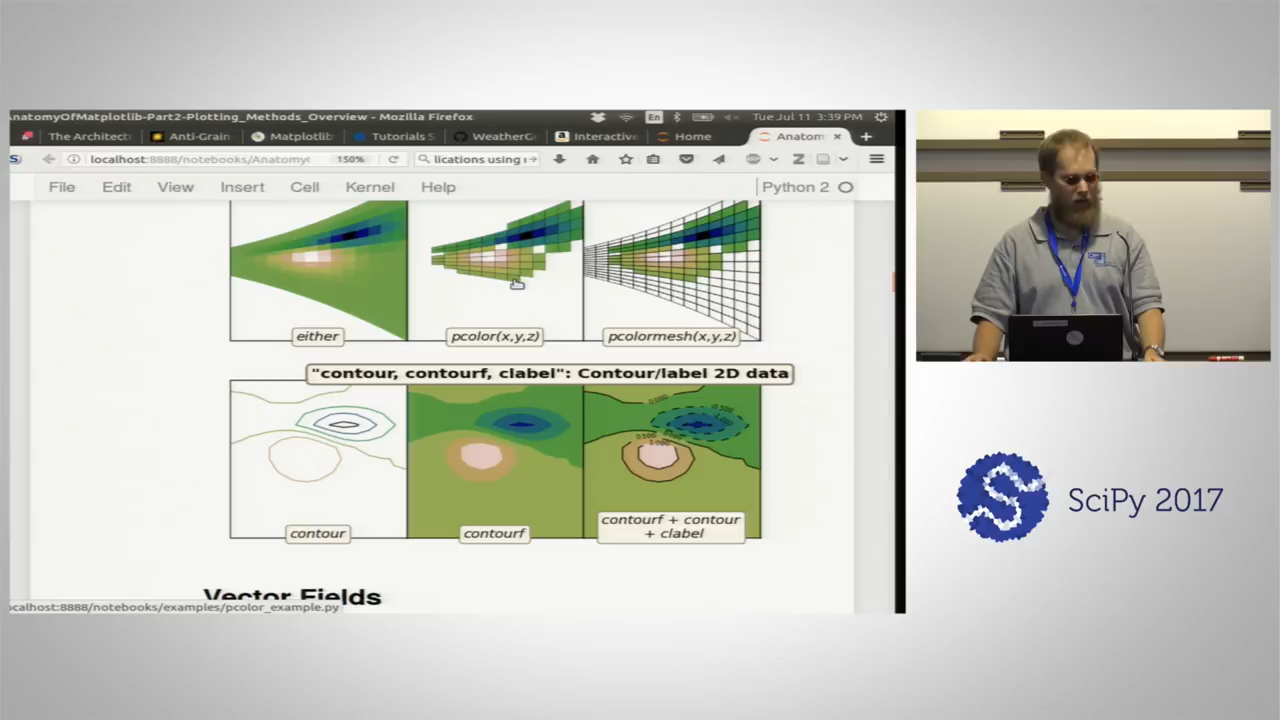 AnatomyOfMatplotlib-Part2-Plotting_Methods_Overview - Mozilla Firefox
En
Tue Jul 11 3:39 PM
The Architect
Anti-Grain
Matplotlib
Tutorials
WeatherG
Interactive
Home
Anatom
localhost:8888/notebooks/Anatomy
150%
lications using
File Edit View Insert Cell Kernel Help
Python 2
either
pcolor(x,y,z)
pcolormesh(x,y,z)
"contour, contourf, clabel": Contour/label 2D data
contour
contourf
contourf + contour
+ clabel
Vector Fields
ocalhost:8888/notebooks/examples/pcolor_example.py
SciPy 2017